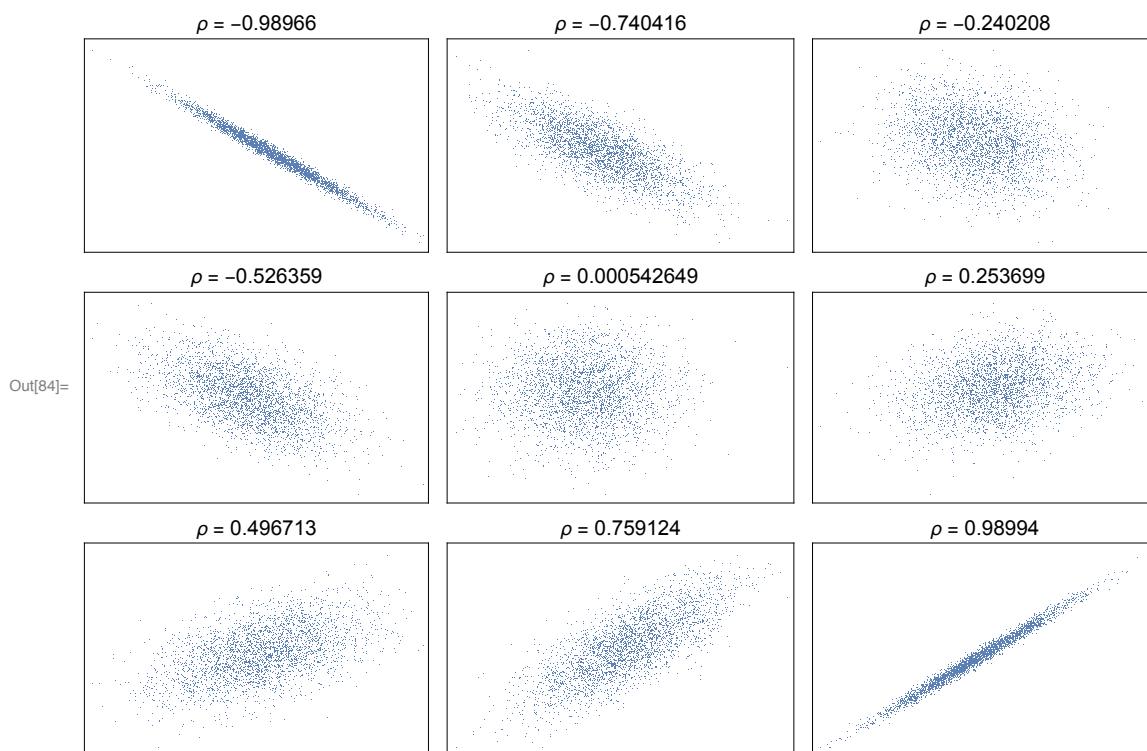 ρ = −0.98966
ρ = −0.740416
ρ = −0.240208
ρ = −0.526359
ρ = 0.000542649
ρ = 0.253699
Out[84]=
ρ = 0.496713
ρ = 0.759124
ρ = 0.98994